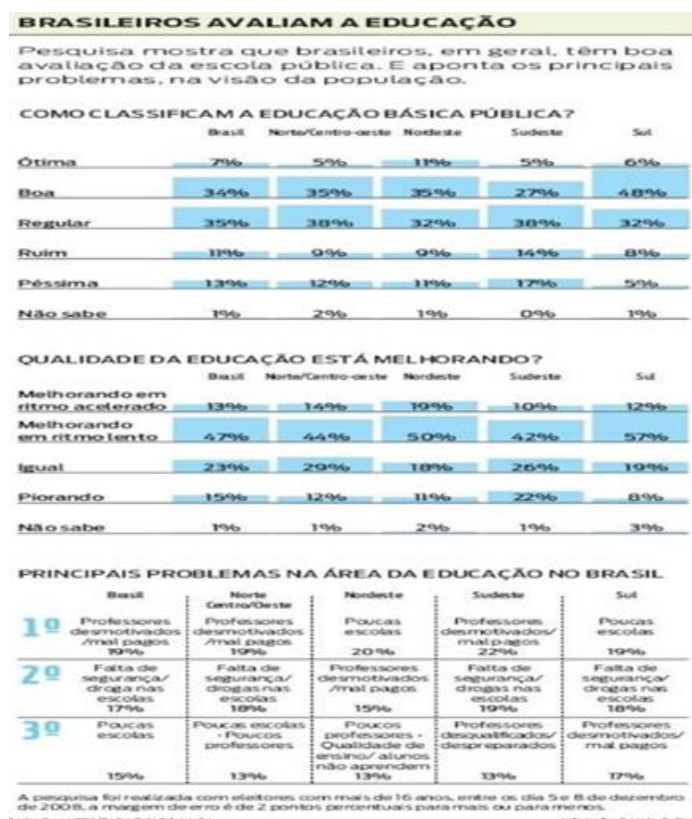 BRASILEIROS AVALIAM A EDUCAÇÃO
Pesquisa mostra que brasileiros, em geral, têm boa
avaliação da escola pública. E aponta os principais
problemas, na visão da população.
COMO CLASSIFICAM A EDUCAÇÃO BÁSICA PÚBLICA?
Brasil Norte/Centro-oeste Nordeste Sudeste Sul
Ótima 7% 5% 11% 5% 6%
Boa 34% 35% 35% 27% 48%
Regular 35% 38% 32% 38% 32%
Ruim 11% 9% 9% 14% 8%
Péssima 13% 12% 11% 17% 5%
Não sabe 1% 2% 1% 0% 1%
QUALIDADE DA EDUCAÇÃO ESTÁ MELHORANDO?
Brasil Norte/Centro-oeste Nordeste Sudeste Sul
Melhorando em
ritmo acelerado 13% 14% 19% 10% 12%
Melhorando
em ritmo lento 47% 44% 50% 42% 57%
Igual 23% 29% 18% 26% 19%
Piorando 15% 12% 11% 22% 8%
Não sabe 1% 1% 2% 1% 3%
PRINCIPAIS PROBLEMAS NA ÁREA DA EDUCAÇÃO NO BRASIL
Brasil Norte Nordeste Sudeste Sul
Centro/Oeste
1º Professores Professores Poucas Professores Poucas
desmotivados desmotivados escolas desmotivados/ escolas
/mal pagos /mal pagos mal pagos
19% 19% 20% 22% 19%
2º Falta de Falta de Professores Falta de Falta de
segurança/ segurança/ desmotivados segurança/ segurança/
droga nas drogas nas /mal pagos drogas nas drogas nas
escolas escolas escolas escolas
17% 18% 15% 19% 18%
3º Poucas Poucas escolas Poucos Professores Professores
escolas - Poucos professores - desqualificados/ desmotivados/
professores Qualidade de despreparados mal pagos
ensino/ alunos
não aprendem
15% 13% 13% 13% 17%
A pesquisa foi realizada com eleitores com mais de 16 anos, entre os dia 5 e 8 de dezembro
de 2008, a margem de erro é de 2 pontos percentuais para mais ou para menos.